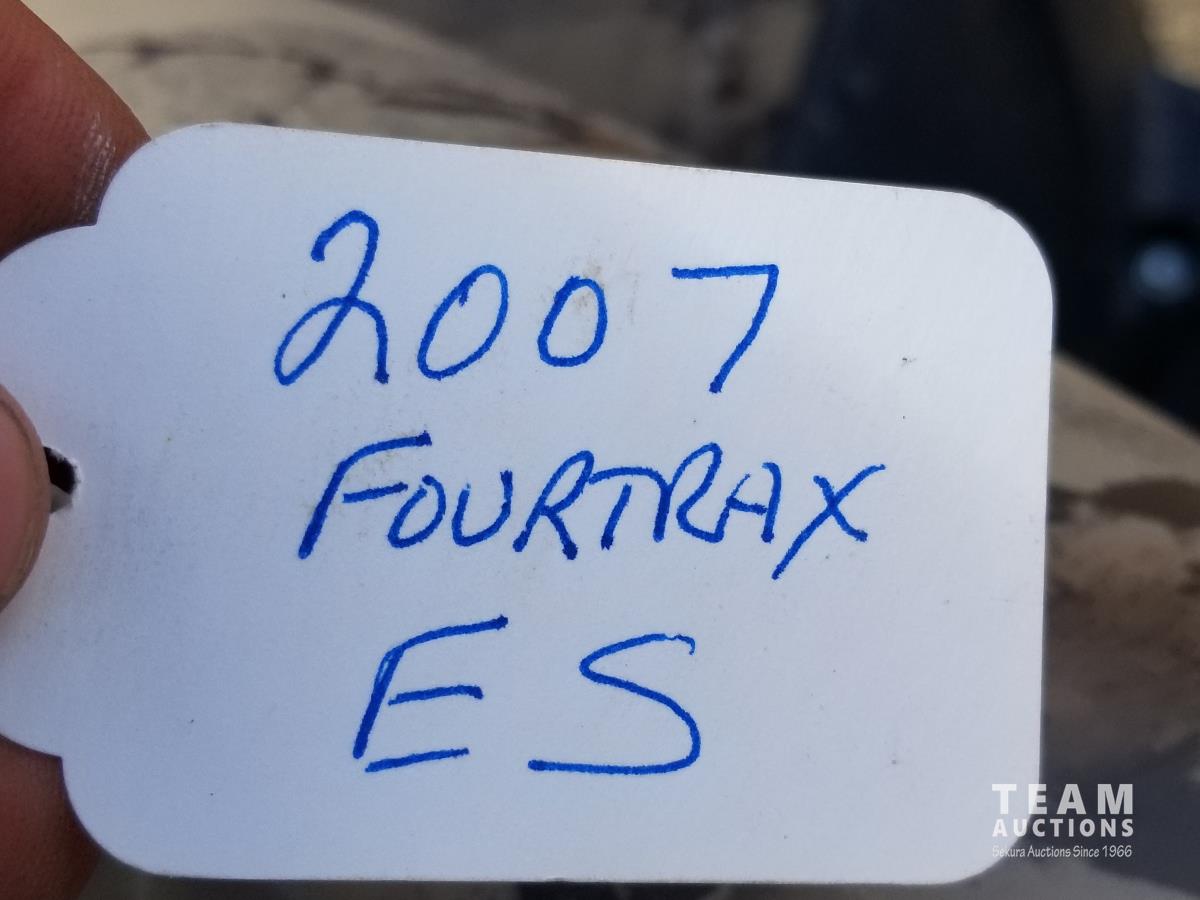 2007
FOURTRAX
ES
TEAM
AUCTIONS
Sekura Auctions Since 1966